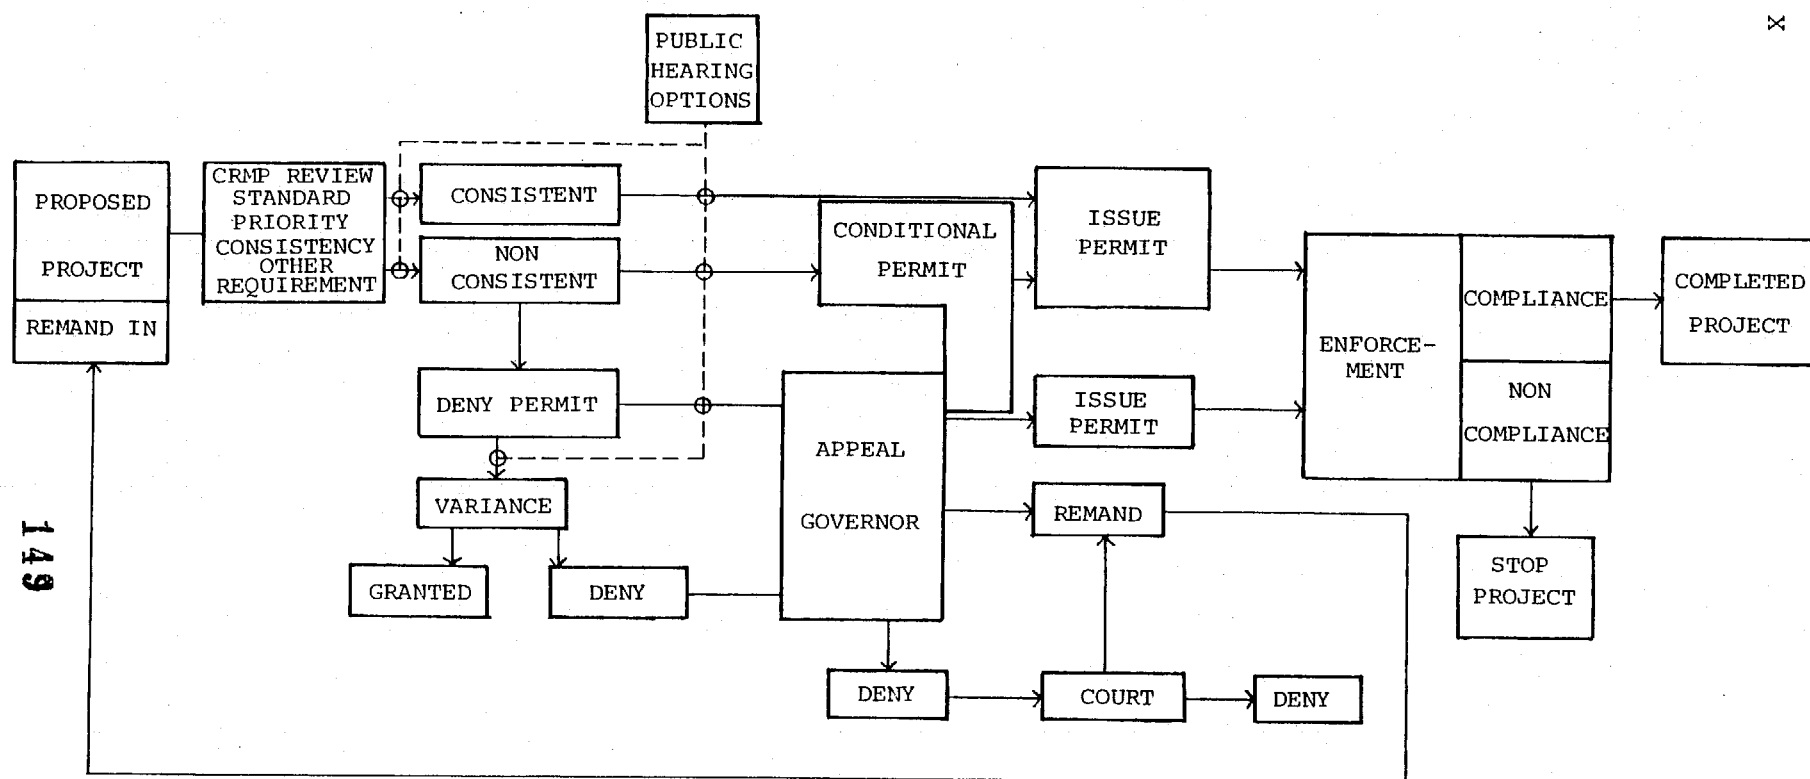 PUBLIC
HEARING
OPTIONS
PROPOSED
PROJECT
REMAND IN
CRMP REVIEW
STANDARD
PRIORITY
CONSISTENCY
OTHER
REQUIREMENT
CONSISTENT
NON
CONSISTENT
DENY PERMIT
VARIANCE
GRANTED
DENY
CONDITIONAL
PERMIT
APPEAL
GOVERNOR
ISSUE
PERMIT
ISSUE
PERMIT
REMAND
DENY
COURT
DENY
ENFORCE-
MENT
COMPLIANCE
NON
COMPLIANCE
COMPLETED
PROJECT
STOP
PROJECT
149